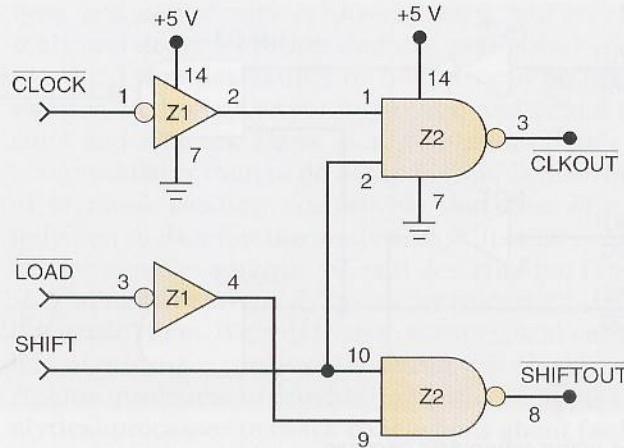 +5 V
+5 V
14
14
CLOCK
1
Z1
2
1
Z2
3
CLKOUT
7
2
7
LOAD
3
Z1
4
SHIFT
10
Z2
SHIFTOUT
8
9